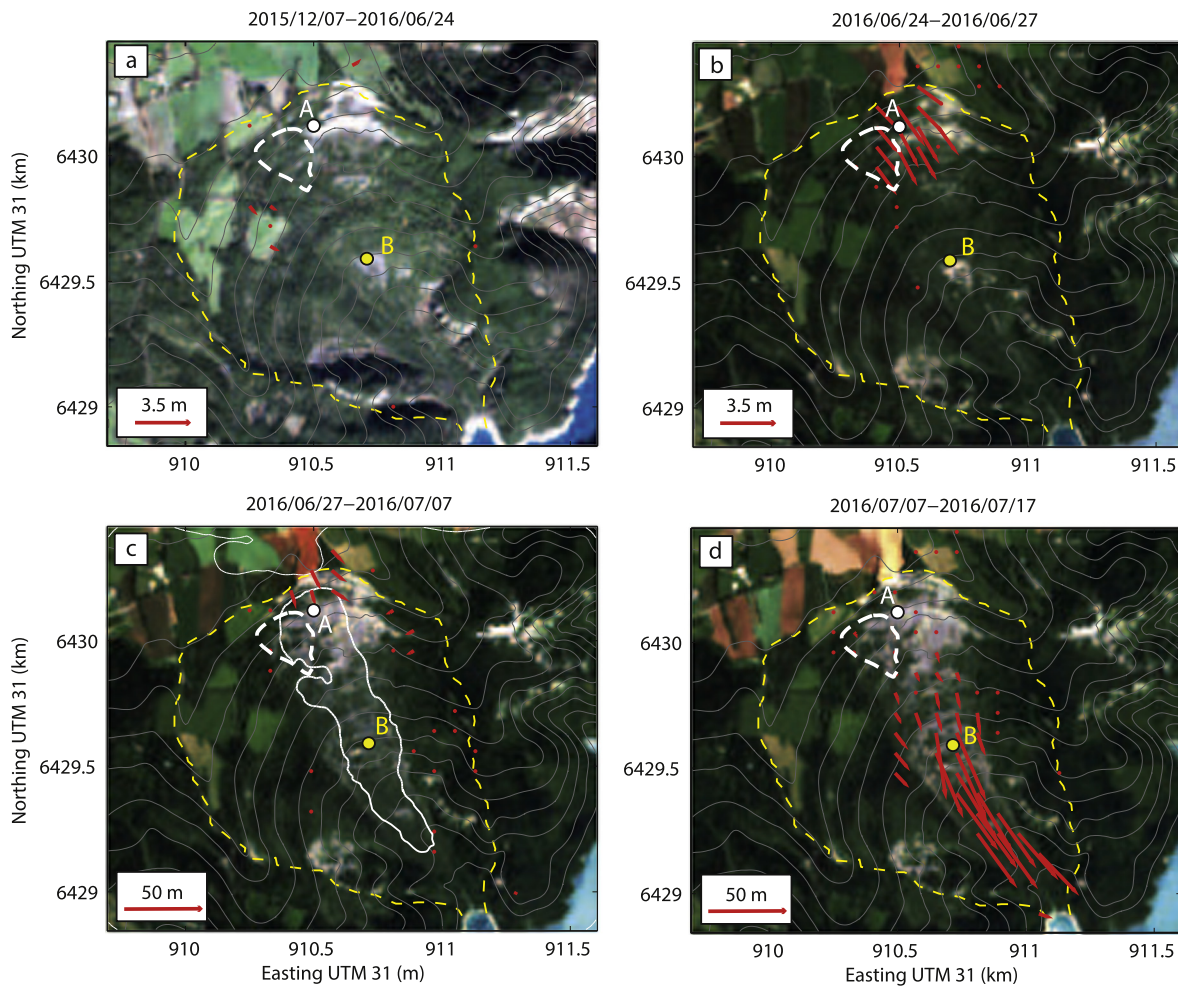 2015/12/07–2016/06/24
2016/06/24–2016/06/27
a
A
B
3.5 m
Northing UTM 31 (km)
6430
6429.5
6429
910
910.5
911
911.5
b
A
B
3.5 m
6430
6429.5
6429
910
910.5
911
911.5
2016/06/27–2016/07/07
2016/07/07–2016/07/17
c
A
B
50 m
Northing UTM 31 (km)
6430
6429.5
6429
910
910.5
911
911.5
Easting UTM 31 (m)
d
A
B
50 m
6430
6429.5
6429
910
910.5
911
911.5
Easting UTM 31 (km)